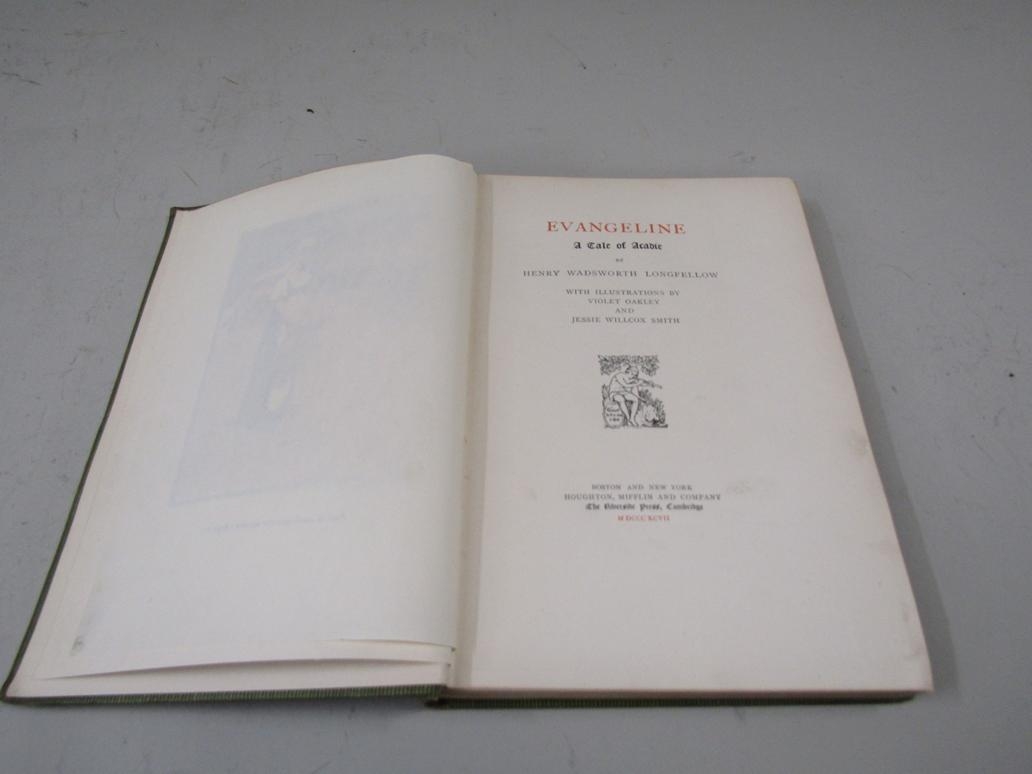 EVANGELINE
A Tale of Acadie
BY
HENRY WADSWORTH LONGFELLOW
WITH ILLUSTRATIONS BY
VIOLET OAKLEY
AND
JESSIE WILLCOX SMITH
BOSTON AND NEW YORK
HOUGHTON, MIFFLIN AND COMPANY
The Riverside Press, Cambridge
MDCCCXCVII